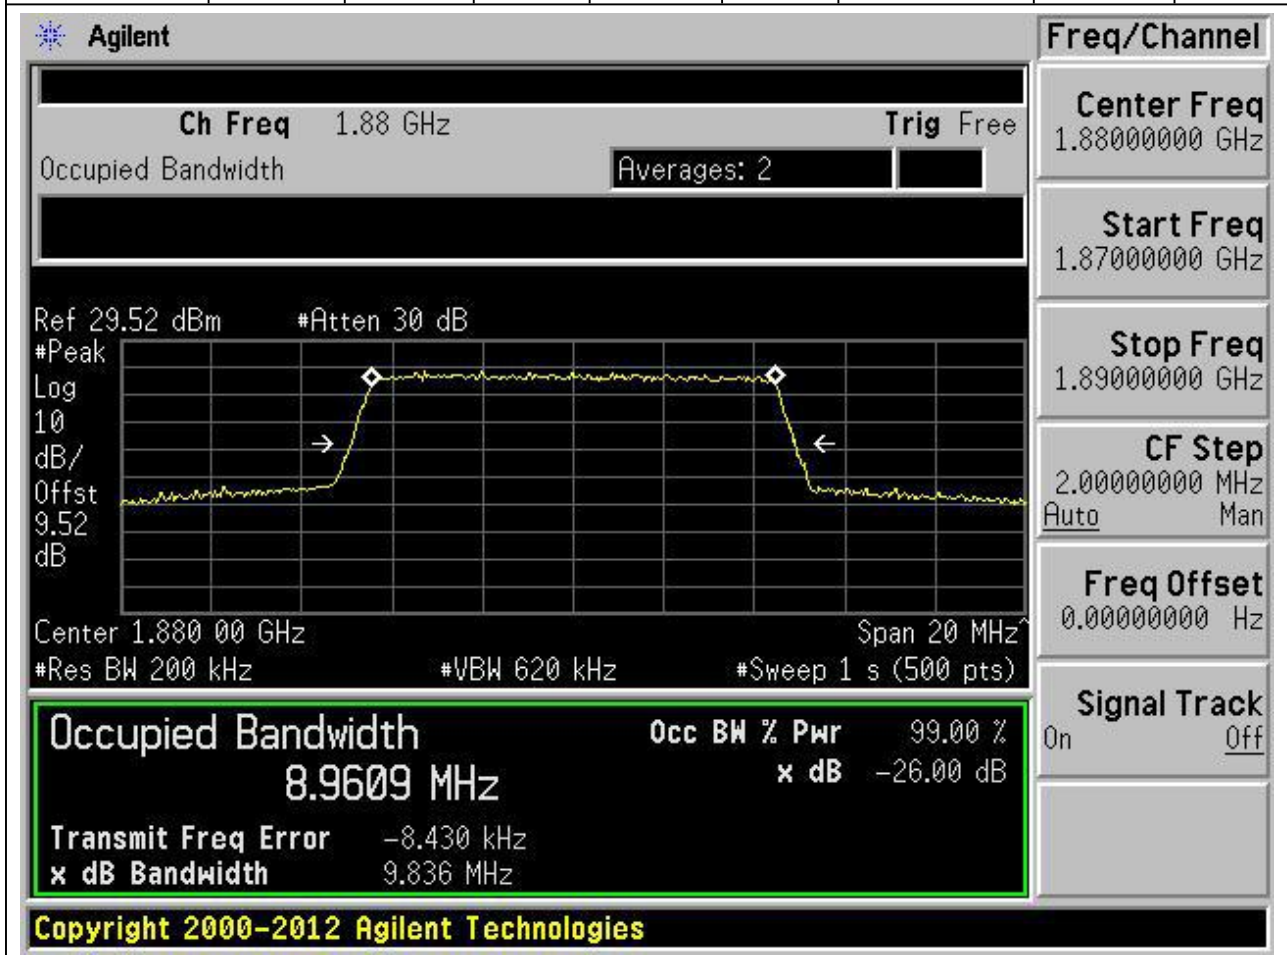 Agilent
Freq/Channel
Ch Freq 1.88 GHz
Trig Free
Occupied Bandwidth
Averages: 2
Center Freq
1.88000000 GHz
Start Freq
1.87000000 GHz
Stop Freq
1.89000000 GHz
CF Step
2.00000000 MHz
Auto Man
Freq Offset
0.00000000 Hz
Signal Track
On Off
Ref 29.52 dBm #Atten 30 dB
#Peak
Log
10
dB/
Offst
9.52
dB
Center 1.880 00 GHz Span 20 MHz^
#Res BW 200 kHz #VBW 620 kHz #Sweep 1 s (500 pts)
Occupied Bandwidth
8.9609 MHz
Occ BW % Pwr 99.00 %
x dB -26.00 dB
Transmit Freq Error -8.430 kHz
x dB Bandwidth 9.836 MHz
Copyright 2000-2012 Agilent Technologies